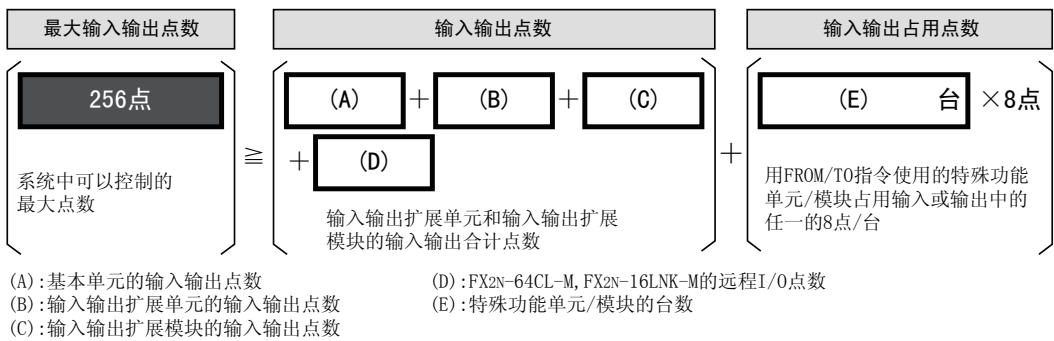 最大输入输出点数
输入输出点数
输入输出占用点数
256点
系统中可以控制的
最大点数
≧
(A) + (B) + (C)
+ (D)
输入输出扩展单元和输入输出扩展
模块的输入输出合计点数
+
(E) 台 ×8点
用FROM/TO指令使用的特殊功能
单元/模块占用输入或输出中的
任一的8点/台
(A):基本单元的输入输出点数
(B):输入输出扩展单元的输入输出点数
(C):输入输出扩展模块的输入输出点数
(D):FX2N-64CL-M,FX2N-16LNK-M的远程I/O点数
(E):特殊功能单元/模块的台数